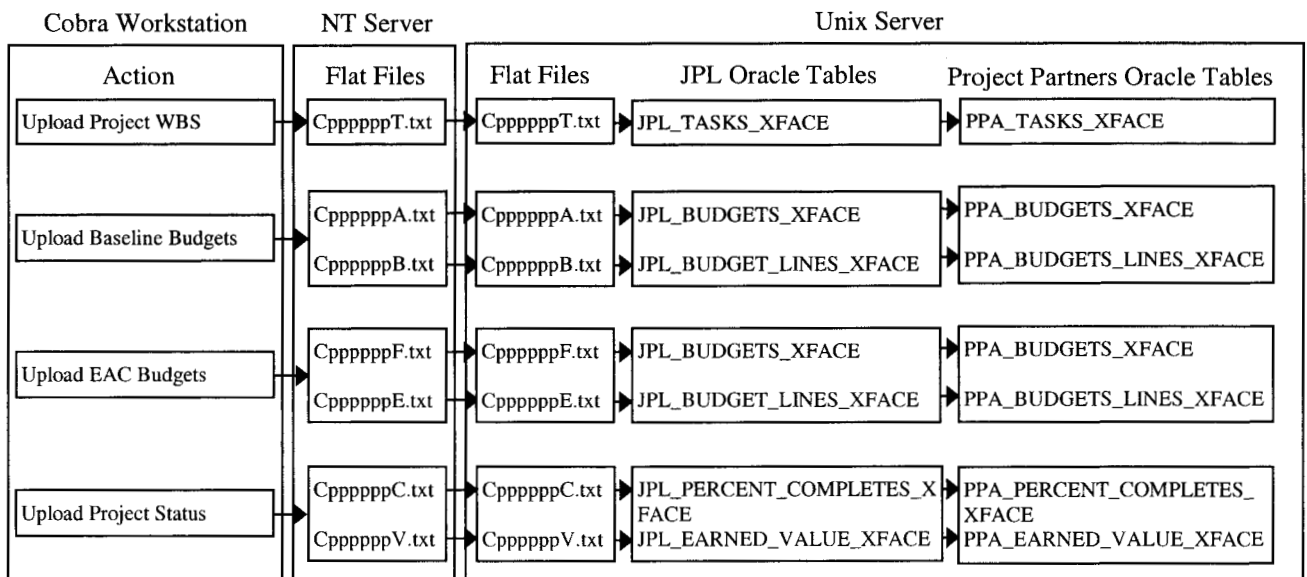 Cobra Workstation NT Server Unix Server
Action Flat Files Flat Files JPL Oracle Tables Project Partners Oracle Tables
Upload Project WBS CppppppT.txt CppppppT.txt JPL_TASKS_XFACE PPA_TASKS_XFACE
CppppppA.txt CppppppA.txt JPL_BUDGETS_XFACE PPA_BUDGETS_XFACE
Upload Baseline Budgets
CppppppB.txt CppppppB.txt JPL_BUDGET_LINES_XFACE PPA_BUDGETS_LINES_XFACE
CppppppF.txt CppppppF.txt JPL_BUDGETS_XFACE PPA_BUDGETS_XFACE
Upload EAC Budgets
CppppppE.txt CppppppE.txt JPL_BUDGET_LINES_XFACE PPA_BUDGETS_LINES_XFACE
CppppppC.txt CppppppC.txt JPL_PERCENT_COMPLETES_X PPA_PERCENT_COMPLETES_
Upload Project Status FACE XFACE
CppppppV.txt CppppppV.txt JPL_EARNED_VALUE_XFACE PPA_EARNED_VALUE_XFACE